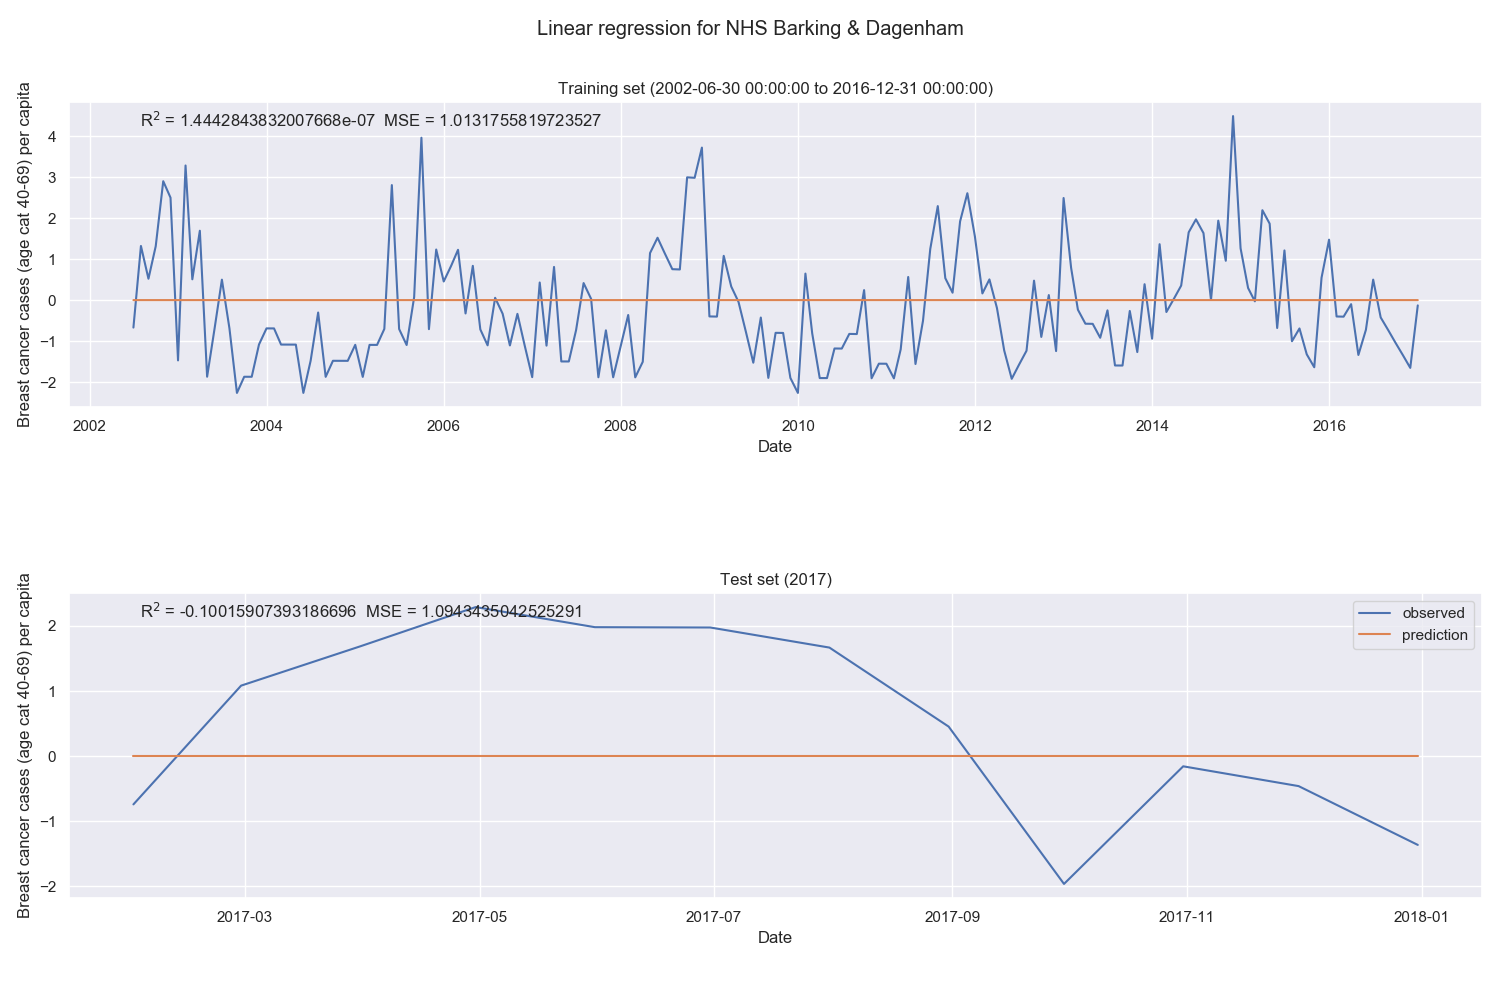 Linear regression for NHS Barking & Dagenham
Training set (2002-06-30 00:00:00 to 2016-12-31 00:00:00)
R2 = 1.4442843832007668e-07  MSE = 1.0131755819723527
Breast cancer cases (age cat 40-69) per capita
4
3
2
1
0
−1
−2
2002 2004 2006 2008 2010 2012 2014 2016
Date
Test set (2017)
R2 = -0.10015907393186696  MSE = 1.0943435042525291
observed
prediction
Breast cancer cases (age cat 40-69) per capita
2
1
0
−1
−2
2017-03 2017-05 2017-07 2017-09 2017-11 2018-01
Date